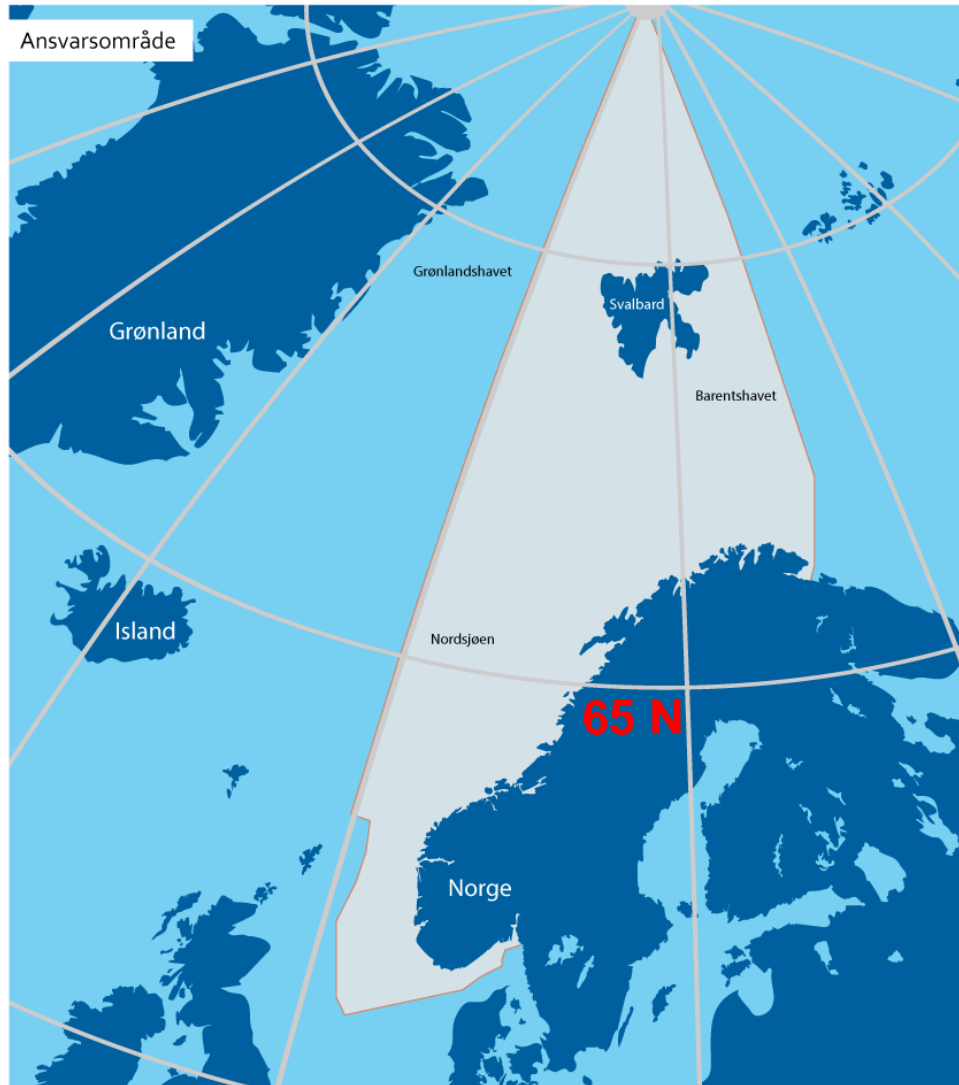 Ansvarsområde
Grønlandshavet
Svalbard
Grønland
Barentshavet
Island
Nordsjøen
65 N
Norge